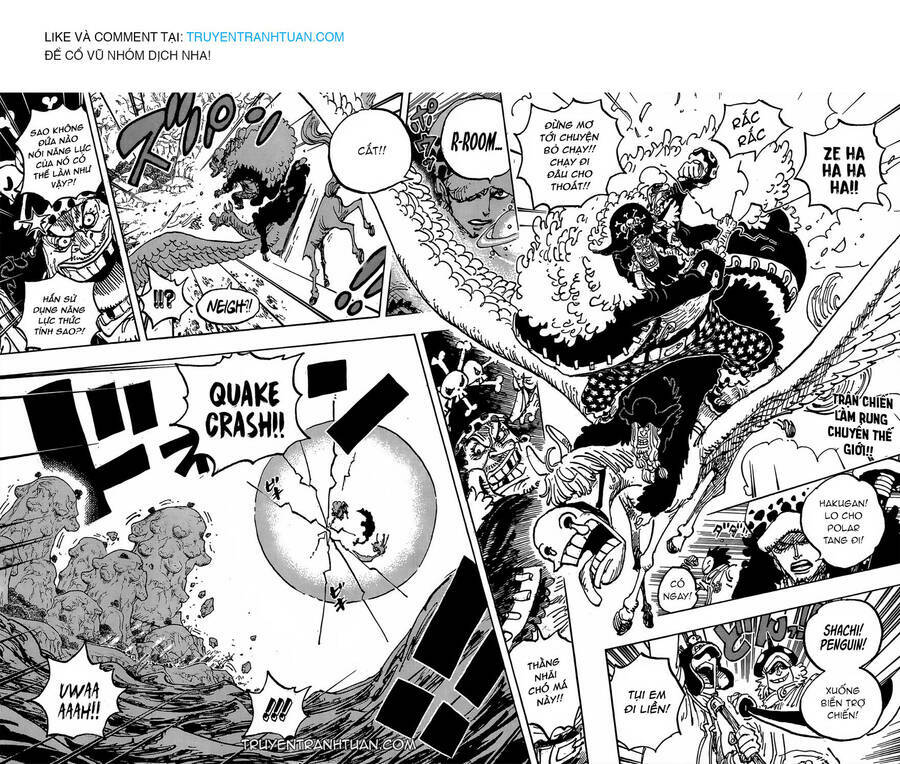 LIKE VÀ COMMENT TẠI: TRUYENTRANHTUAN.COM
ĐỂ CỔ VŨ NHÓM DỊCH NHA!
ZE HA
HA HA HA
HA!!
RẮC
RẮC
ĐỪNG MƠ
TỚI CHUYỆN
BỎ CHẠY!!
CHẠY ĐI
ĐÂU CHO
THOÁT!!
TRẬN CHIẾN
LÀM RUNG
CHUYỂN THẾ
GIỚI!!
HAKUGAN!
LO CHO
POLAR
TANG ĐI!
CÓ
NGAY!
SHACHI!
PENGUIN!
XUỐNG
BIỂN TRỢ
CHIẾN!
TỤI EM
ĐI LIỀN!
R-ROOM...
CẮT!!
NEIGH?!
!!?
SAO KHÔNG
ĐỨA NÀO
NÓI NĂNG LỰC
CỦA NÓ CÓ
THỂ LÀM NHƯ
VẬY?!
HẮN SỬ
DỤNG NĂNG
LỰC THỨC
TỈNH SAO?!
THẰNG
NHÃI
CHÓ MÁ
NÀY!!
QUAKE
CRASH!!
ドン
!!!
UWAA
AAAH!!
!!!
TRUYENTRANHTUAN.COM